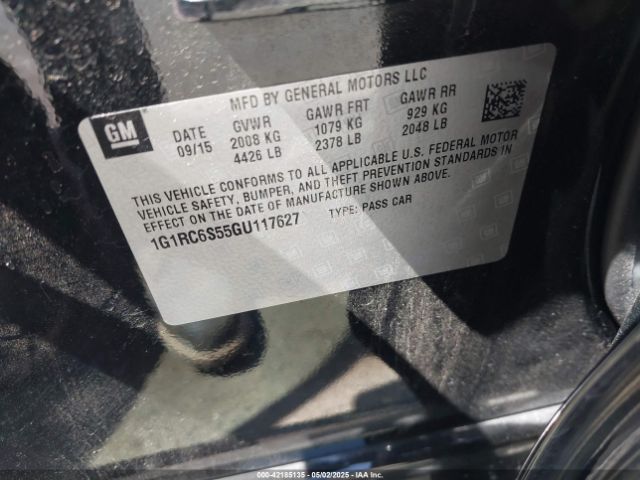 GM
MFD BY GENERAL MOTORS LLC
DATE GVWR GAWR FRT GAWR RR
09/15 2008 KG 1079 KG 929 KG
4426 LB 2378 LB 2048 LB
THIS VEHICLE CONFORMS TO ALL APPLICABLE U.S. FEDERAL MOTOR
VEHICLE SAFETY, BUMPER, AND THEFT PREVENTION STANDARDS IN
EFFECT ON THE DATE OF MANUFACTURE SHOWN ABOVE.
1G1RC6S55GU117627 TYPE: PASS CAR
000-42185135 - 05/02/2025 - IAA Inc.